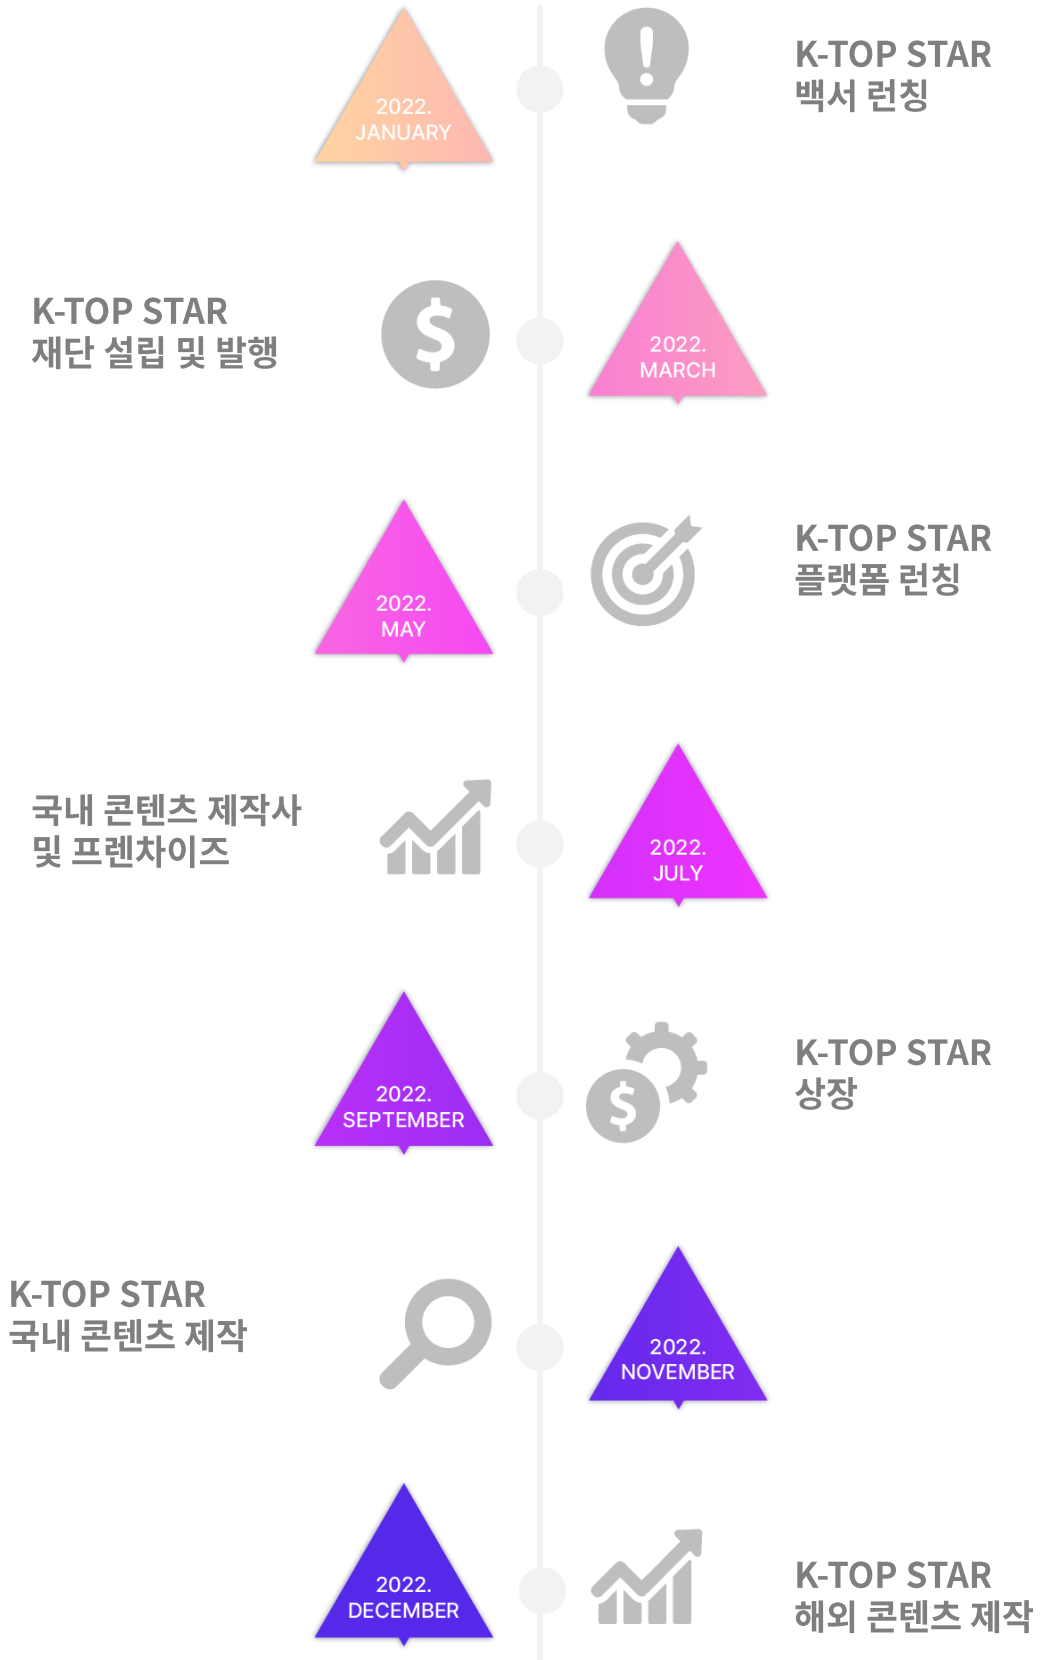 2022.
JANUARY
K-TOP STAR
백서 런칭
K-TOP STAR
재단 설립 및 발행
2022.
MARCH
2022.
MAY
K-TOP STAR
플랫폼 런칭
국내 콘텐츠 제작사
및 프렌차이즈
2022.
JULY
2022.
SEPTEMBER
K-TOP STAR
상장
K-TOP STAR
국내 콘텐츠 제작
2022.
NOVEMBER
2022.
DECEMBER
K-TOP STAR
해외 콘텐츠 제작